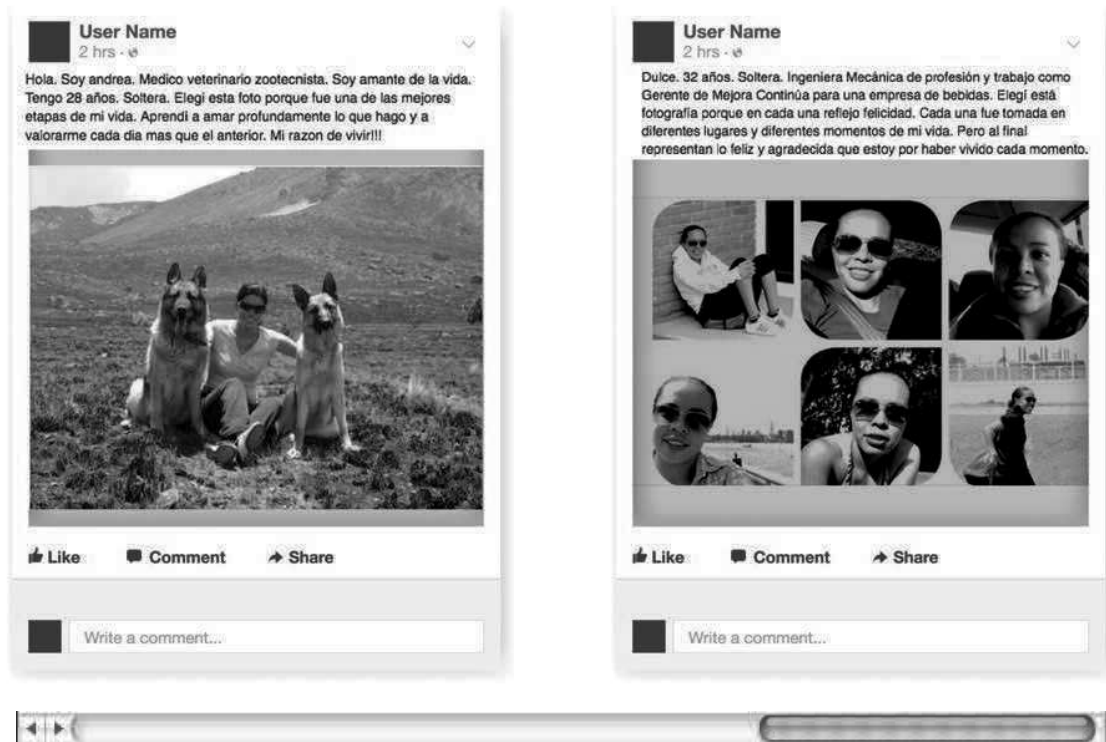 User Name
2 hrs
Hola. Soy andrea. Medico veterinario zootecnista. Soy amante de la vida.
Tengo 28 años. Soltera. Elegi esta foto porque fue una de las mejores
etapas de mi vida. Aprendi a amar profundamente lo que hago y a
valorarme cada dia mas que el anterior. Mi razon de vivir!!!
Like Comment Share
Write a comment...
User Name
2 hrs
Dulce. 32 años. Soltera. Ingeniera Mecánica de profesión y trabajo como
Gerente de Mejora Continúa para una empresa de bebidas. Elegí está
fotografía porque en cada una reflejo felicidad. Cada una fue tomada en
diferentes lugares y diferentes momentos de mi vida. Pero al final
representan lo feliz y agradecida que estoy por haber vivido cada momento.
Like Comment Share
Write a comment...